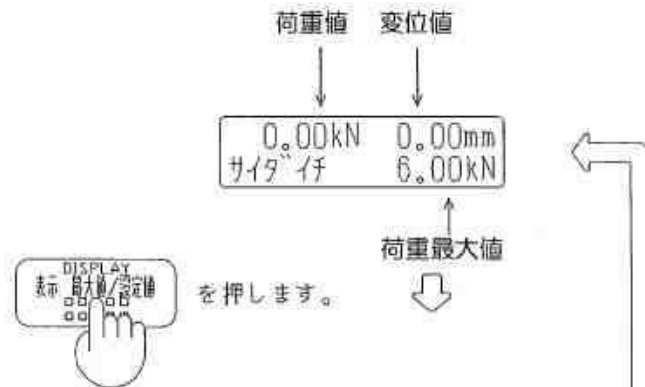 荷重値 変位値
0.00kN 0.00mm
サイダイチ 6.00kN
荷重最大値
DISPLAY
表示 最大値/設定値
を押します。